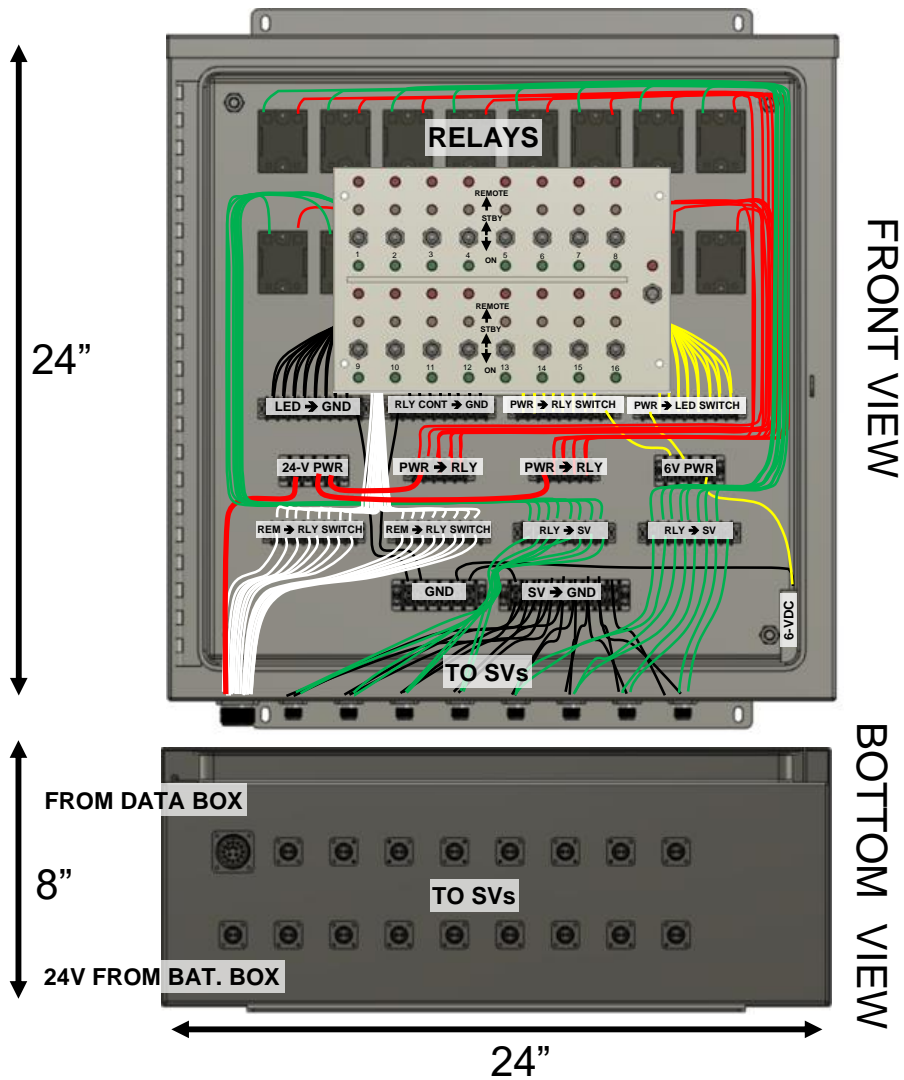 RELAYS
REMOTE
STBY
1 2 3 4 5 6 7 8
ON
REMOTE
STBY
9 10 11 12 13 14 15 16
ON
LED → GND
RLY CONT → GND
PWR → RLY SWITCH
PWR → LED SWITCH
24-V PWR
PWR → RLY
PWR → RLY
6V PWR
REM → RLY SWITCH
REM → RLY SWITCH
RLY → SV
RLY → SV
GND
SV → GND
6-VDC
TO SVs
24”
FRONT VIEW
FROM DATA BOX
TO SVs
24V FROM BAT. BOX
8”
BOTTOM VIEW
24”